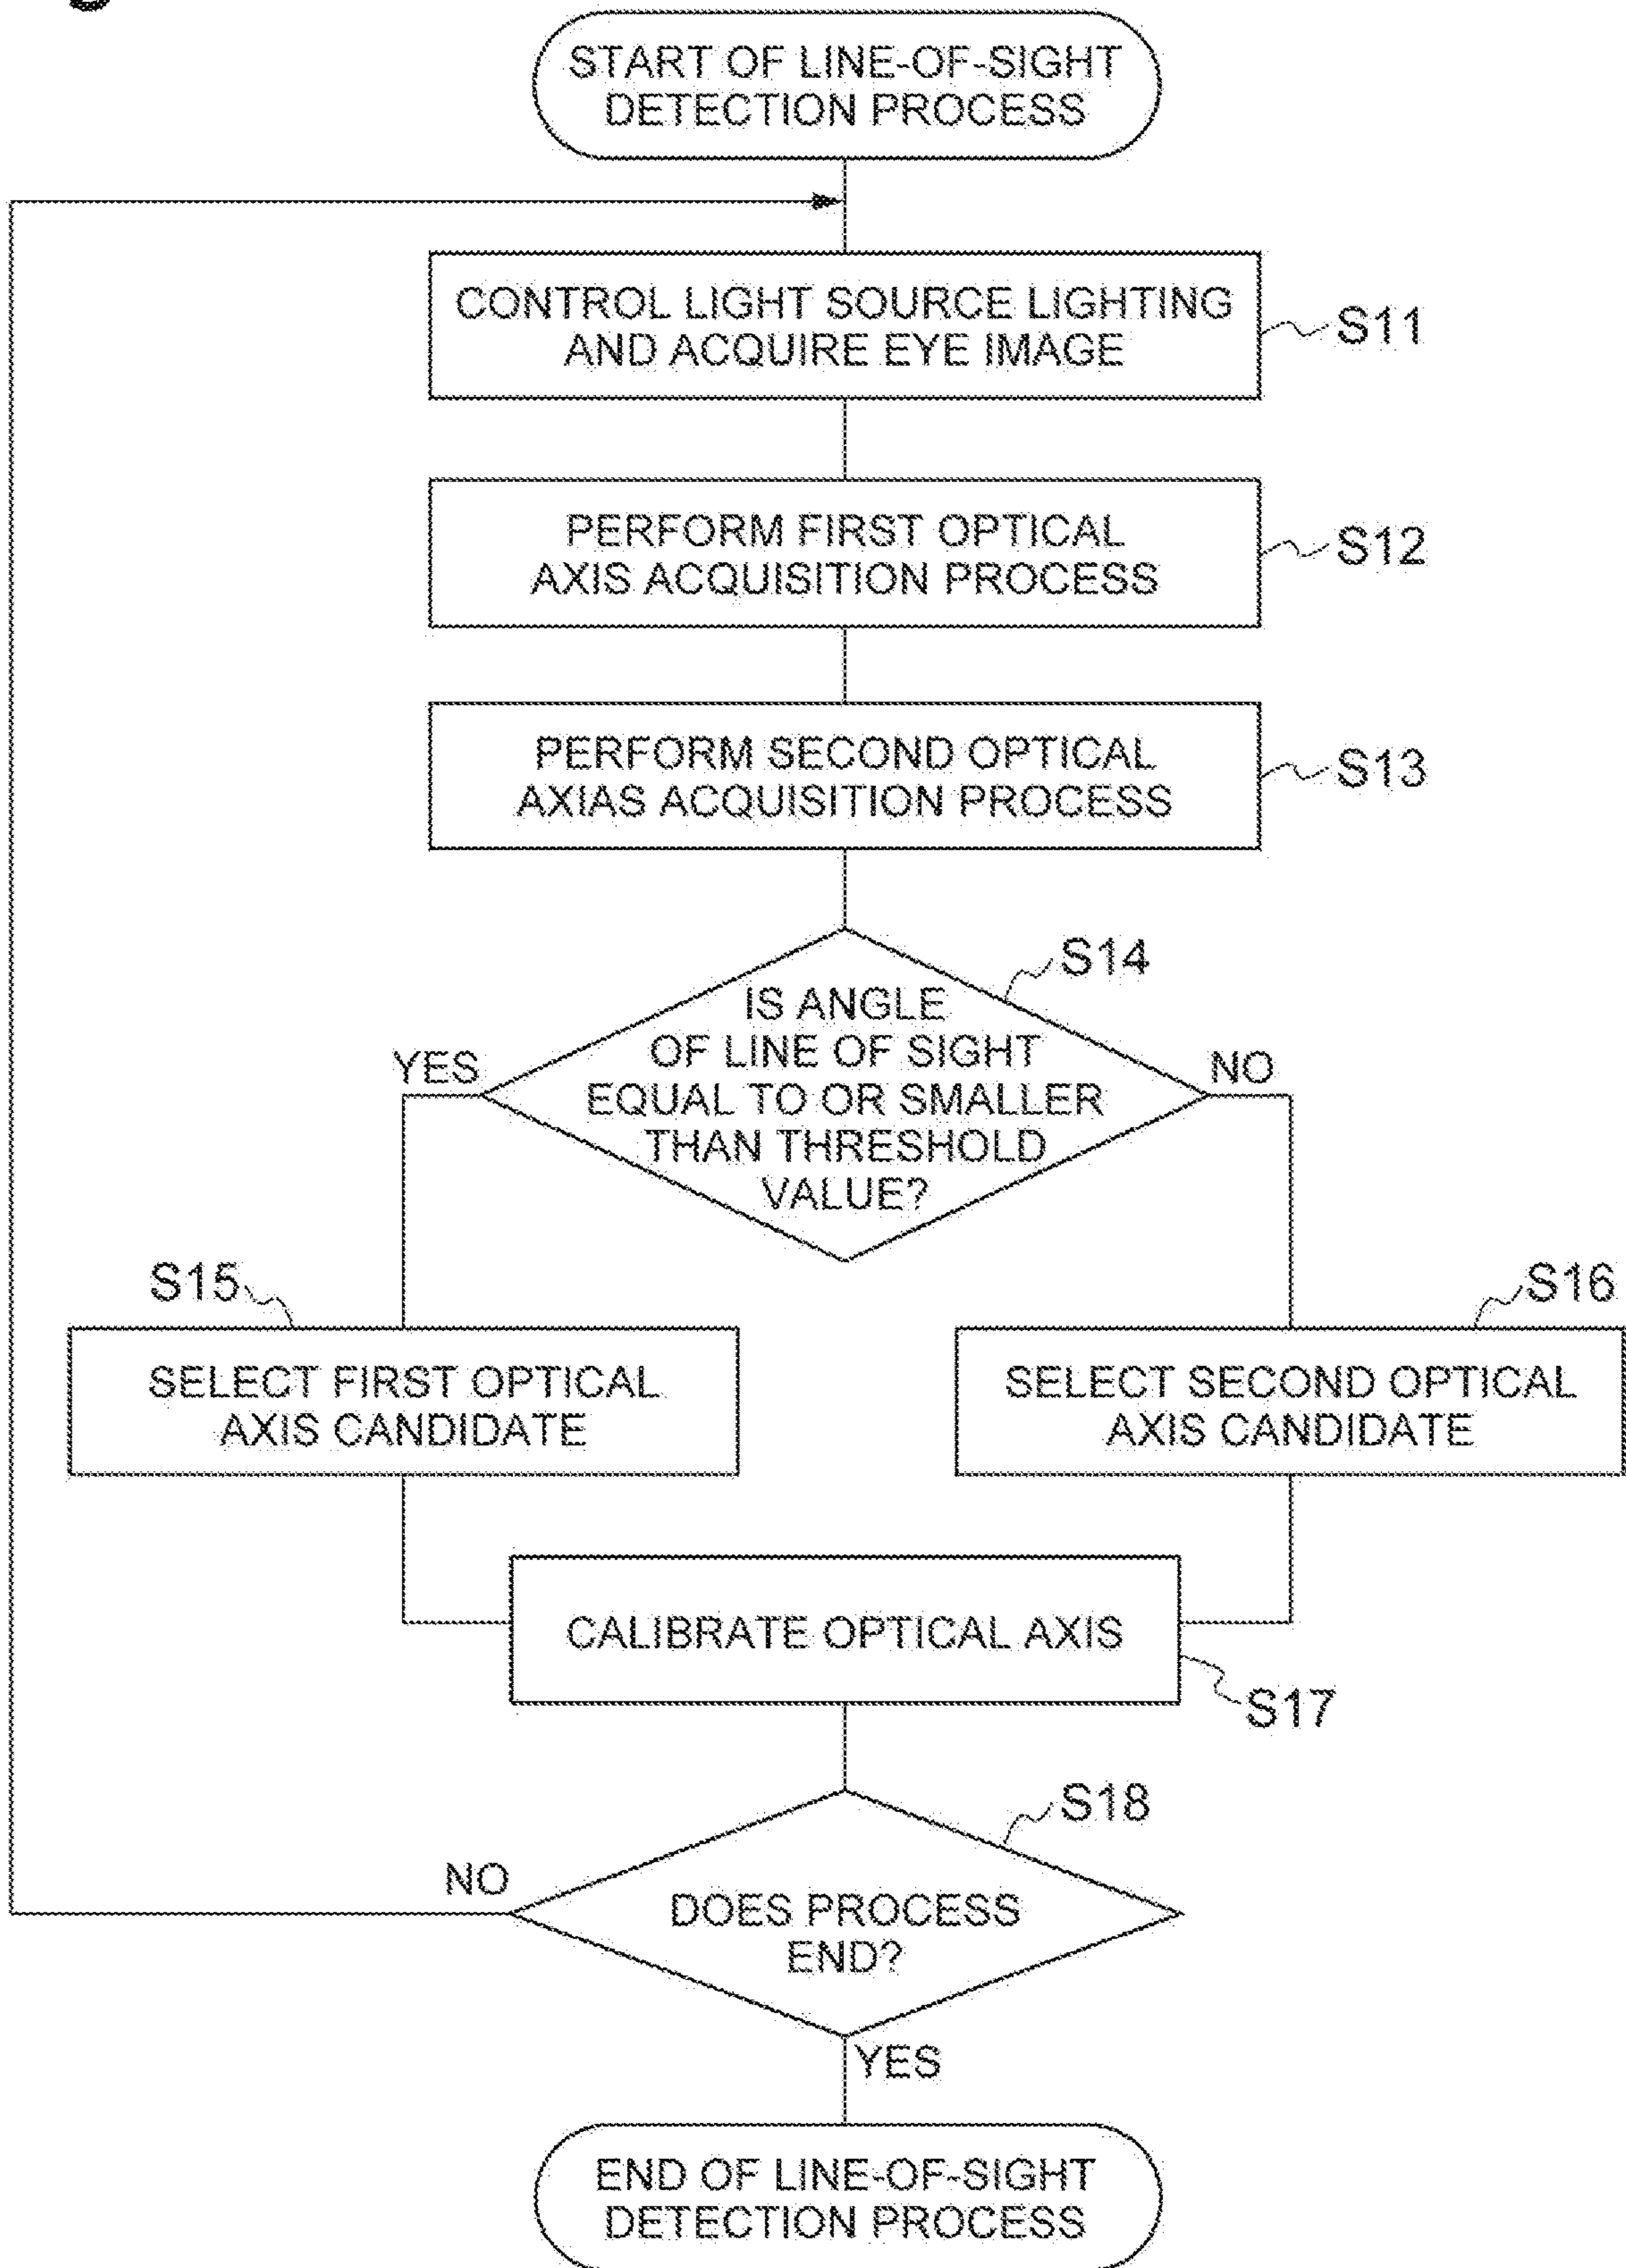 START OF LINE-OF-SIGHT
DETECTION PROCESS
CONTROL LIGHT SOURCE LIGHTING
AND ACQUIRE EYE IMAGE
S11
PERFORM FIRST OPTICAL
AXIS ACQUISITION PROCESS
S12
PERFORM SECOND OPTICAL
AXIAS ACQUISITION PROCESS
S13
S14
IS ANGLE
OF LINE OF SIGHT
EQUAL TO OR SMALLER
THAN THRESHOLD
VALUE?
YES
NO
S15
SELECT FIRST OPTICAL
AXIS CANDIDATE
S16
SELECT SECOND OPTICAL
AXIS CANDIDATE
CALIBRATE OPTICAL AXIS
S17
S18
DOES PROCESS
END?
NO
YES
END OF LINE-OF-SIGHT
DETECTION PROCESS